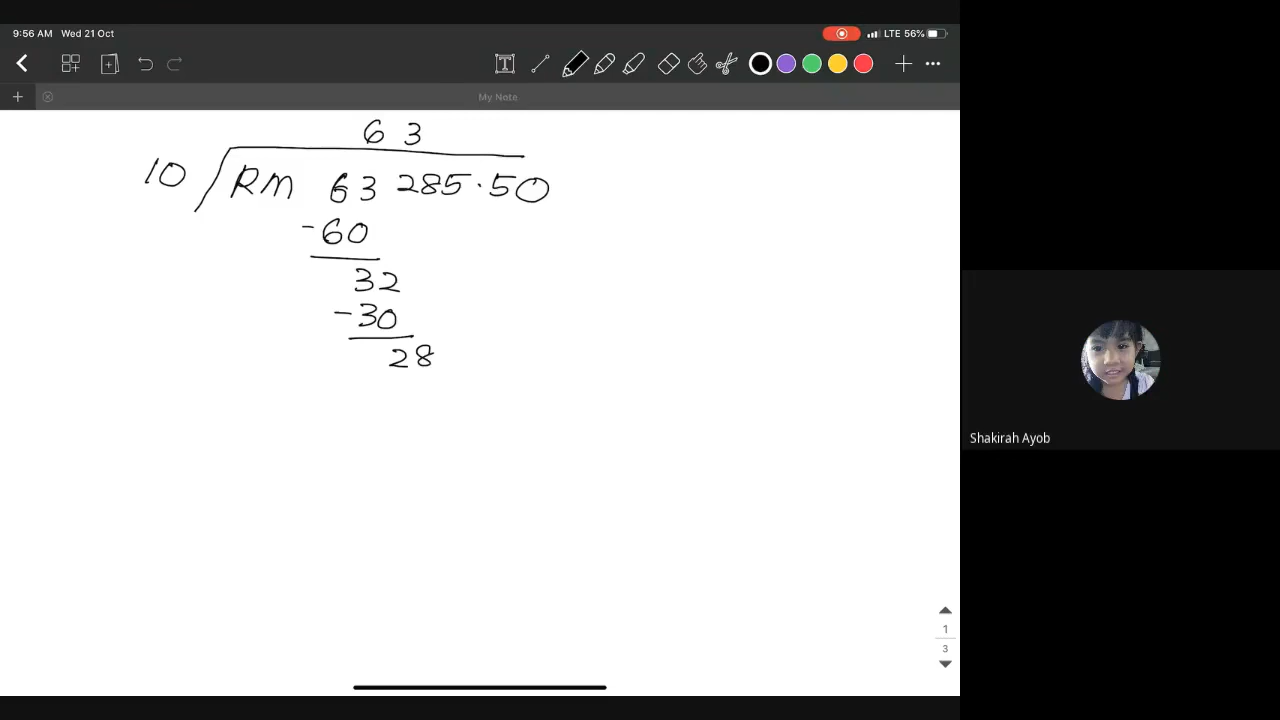 9:56 AM Wed 21 Oct
LTE 56%
My Note
63
10 RM 63 285.50
-60
32
-30
28
1
3
Shakirah Ayob